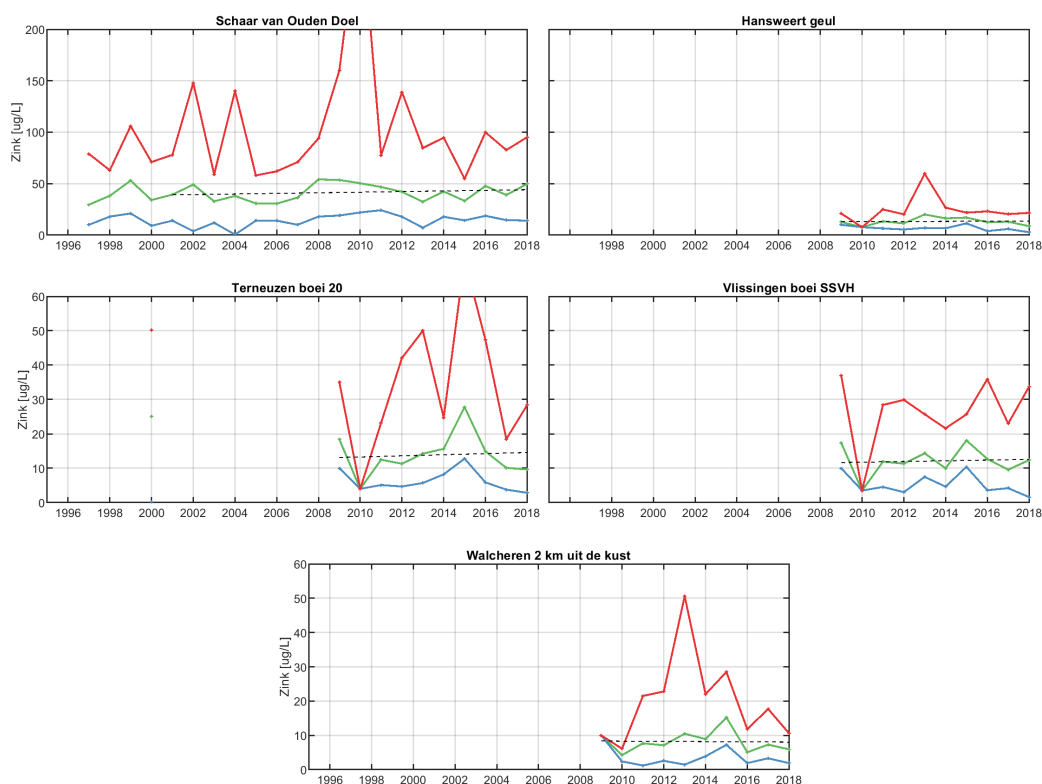 Schaar van Ouden Doel
Hansweert geul
200
150
100
50
0
Zink [ug/L]
1996 1998 2000 2002 2004 2006 2008 2010 2012 2014 2016 2018
1998 2000 2002 2004 2006 2008 2010 2012 2014 2016 2018
Terneuzen boei 20
Vlissingen boei SSVH
60
50
40
30
20
10
0
Zink [ug/L]
1996 1998 2000 2002 2004 2006 2008 2010 2012 2014 2016 2018
1998 2000 2002 2004 2006 2008 2010 2012 2014 2016 2018
Walcheren 2 km uit de kust
60
50
40
30
20
10
0
Zink [ug/L]
1996 1998 2000 2002 2004 2006 2008 2010 2012 2014 2016 2018